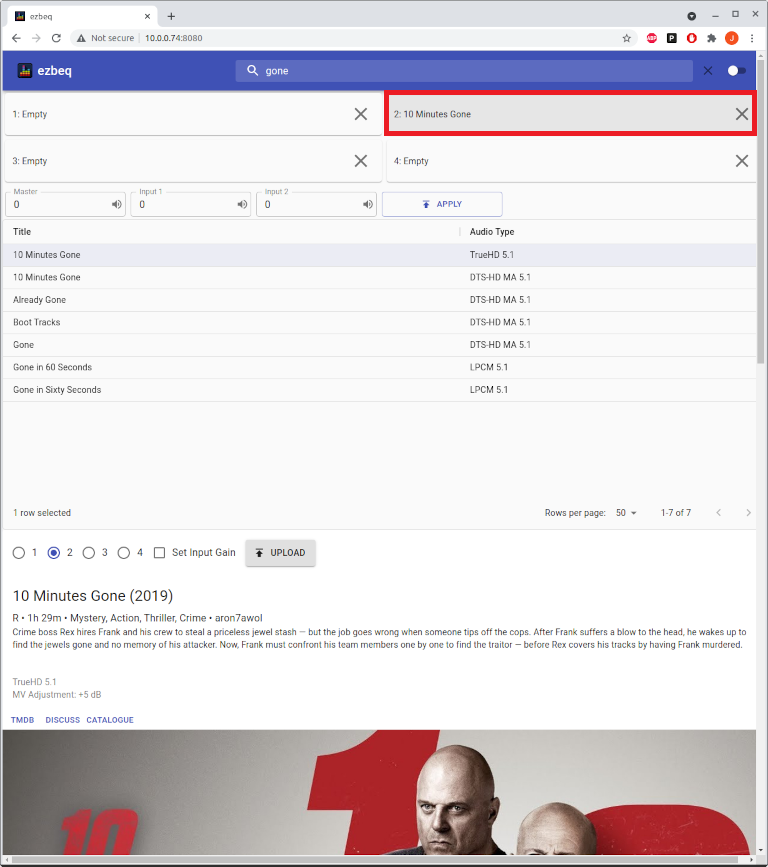 ezbeq
Not secure 10.0.0.74:8080
ABP P J
ezbeq
gone
1: Empty
2: 10 Minutes Gone
3: Empty
4: Empty
Master
Input 1
Input 2
0
0
0
APPLY
Title Audio Type
10 Minutes Gone TrueHD 5.1
10 Minutes Gone DTS-HD MA 5.1
Already Gone DTS-HD MA 5.1
Boot Tracks DTS-HD MA 5.1
Gone DTS-HD MA 5.1
Gone in 60 Seconds LPCM 5.1
Gone in Sixty Seconds LPCM 5.1
1 row selected Rows per page: 50 1-7 of 7
1 2 3 4 Set Input Gain UPLOAD
10 Minutes Gone (2019)
R • 1h 29m • Mystery, Action, Thriller, Crime • aron7awol
Crime boss Rex hires Frank and his crew to steal a priceless jewel stash — but the job goes wrong when someone tips off the cops. After Frank suffers a blow to the head, he wakes up to
find the jewels gone and no memory of his attacker. Now, Frank must confront his team members one by one to find the traitor — before Rex covers his tracks by having Frank murdered.
TrueHD 5.1
MV Adjustment: +5 dB
TMDB DISCUSS CATALOGUE
10